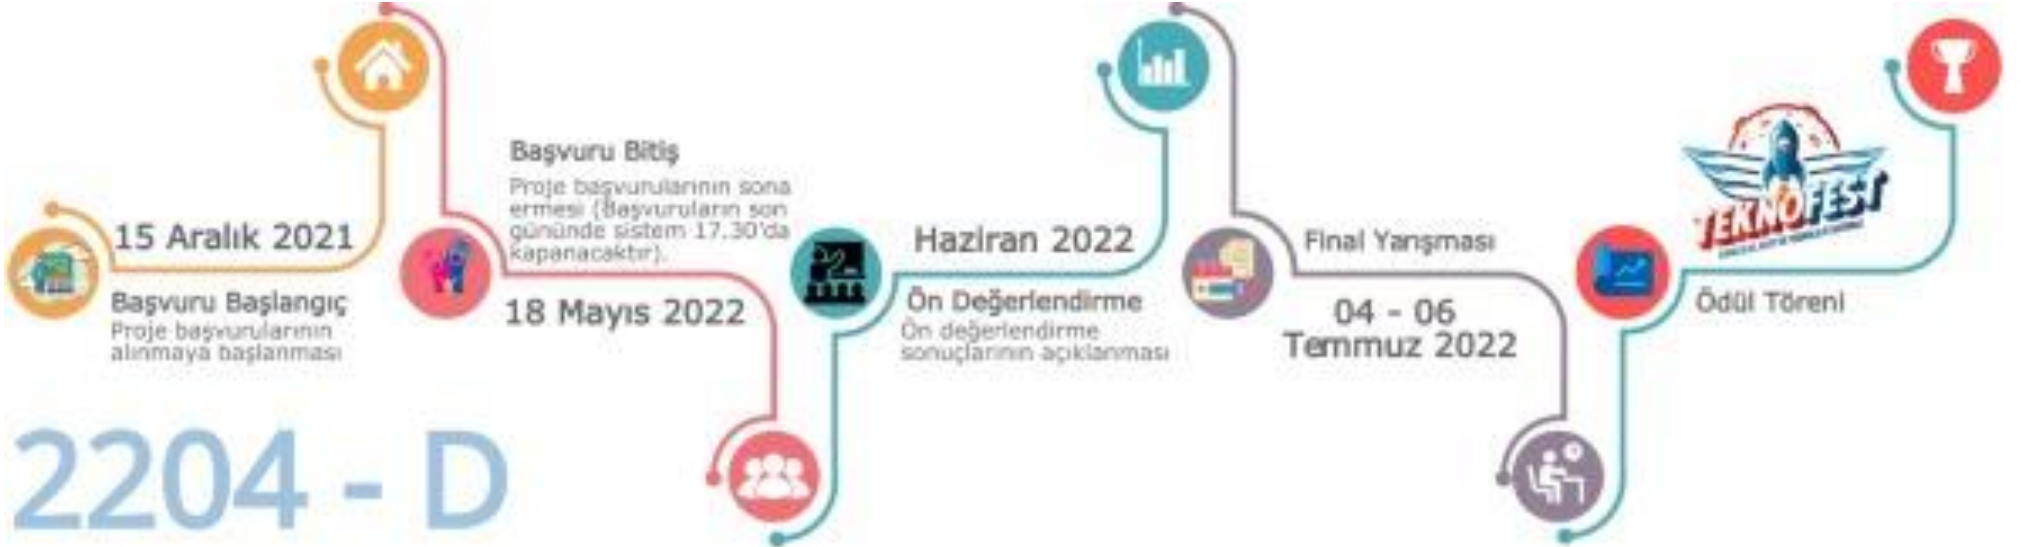 15 Aralık 2021
Başvuru Başlangıç
Proje başvurularının
alınmaya başlanması
Başvuru Bitiş
Proje başvurularının sona
ermesi (Başvuruların son
gününde sistem 17.30'da
kapanacaktır).
18 Mayıs 2022
Haziran 2022
Ön Değerlendirme
Ön değerlendirme
sonuçlarının açıklanması
Final Yarışması
04 - 06
Temmuz 2022
TEKNOFEST
Ödül Töreni
2204 - D